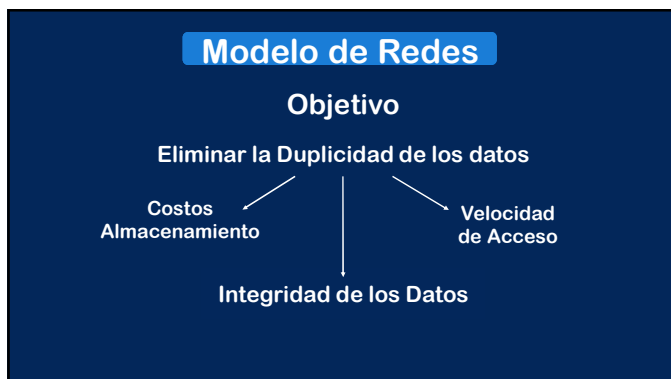 Modelo de Redes
Objetivo
Eliminar la Duplicidad de los datos
Costos
Almacenamiento
Velocidad
de Acceso
Integridad de los Datos